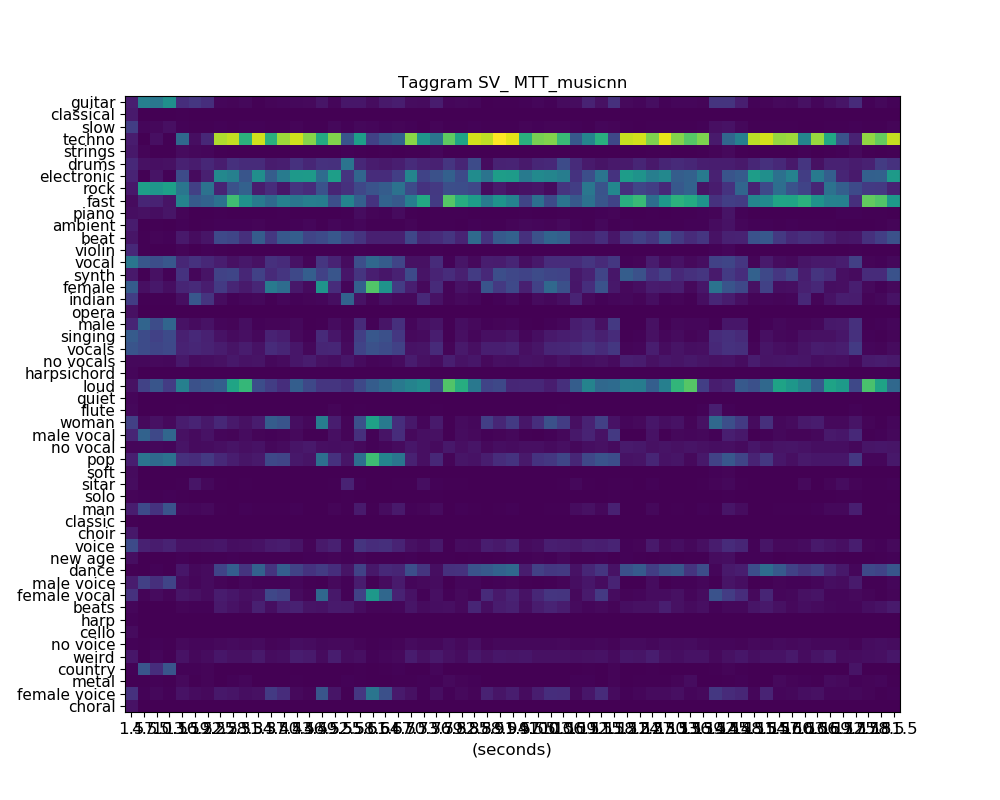 Taggram SV_ MTT_musicnn
guitar
classical
slow
techno
strings
drums
electronic
rock
fast
piano
ambient
beat
violin
vocal
synth
female
indian
opera
male
singing
vocals
no vocals
harpsichord
loud
quiet
flute
woman
male vocal
no vocal
pop
soft
sitar
solo
man
classic
choir
voice
new age
dance
male voice
female vocal
beats
harp
cello
no voice
weird
country
metal
female voice
choral
(seconds)